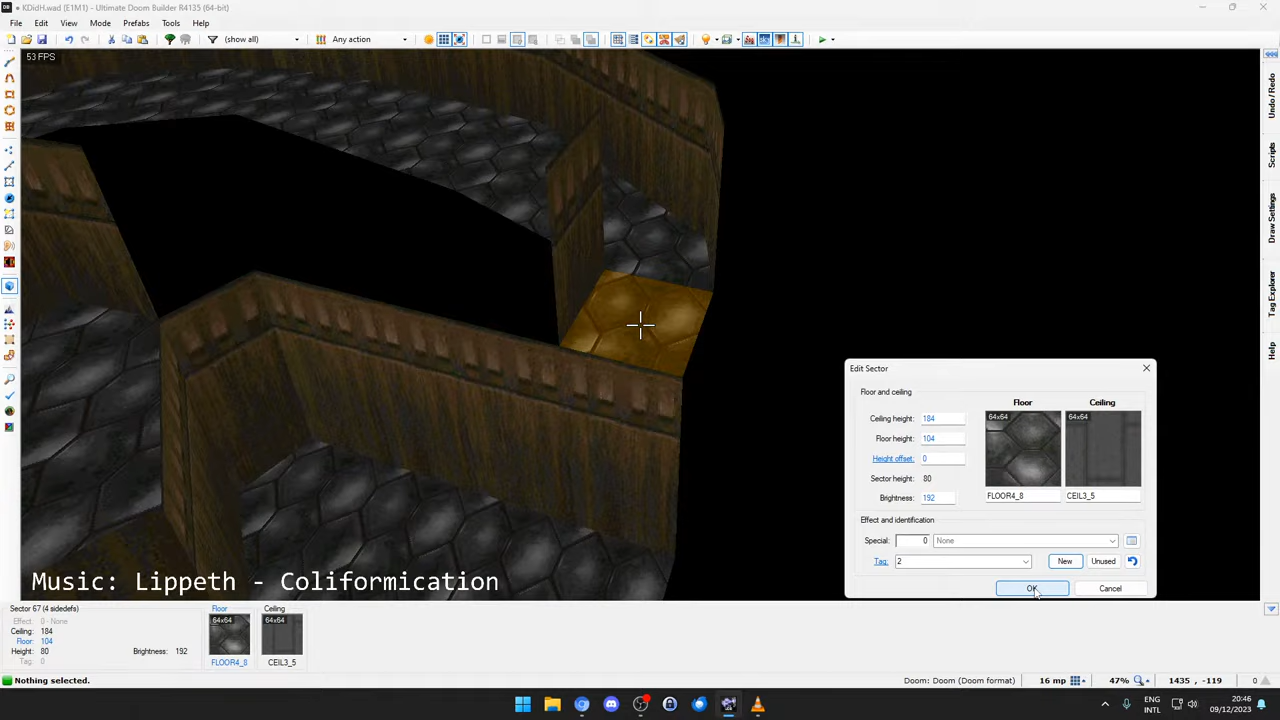 • KDidH.wad (E1M1) - Ultimate Doom Builder R4135 (64-bit)
File Edit View Mode Prefabs Tools Help
(show all) Any action
53 FPS
Undo / Redo
Scripts
Draw Settings
Tag Explorer
Help
Edit Sector
Floor and ceiling
Floor Ceiling
Ceiling height: 184
64x64 64x64
Floor height: 104
Height offset: 0
Sector height: 80
Brightness: 192
FLOOR4_8 CEIL3_5
Effect and identification
Special: 0 None
Tag: 2 New Unused
OK Cancel
Music: Lippeth - Coliformication
Sector 67 (4 sidedefs) Floor Ceiling
Effect: 0 - None
64x64 64x64
Ceiling: 184
Floor: 104
Height: 80 Brightness: 192
Tag: 0
FLOOR4_8 CEIL3_5
Nothing selected.
Doom: Doom (Doom format) 16 mp 47% 1435 , -119 0
ENG
INTL
20:46
09/12/2023